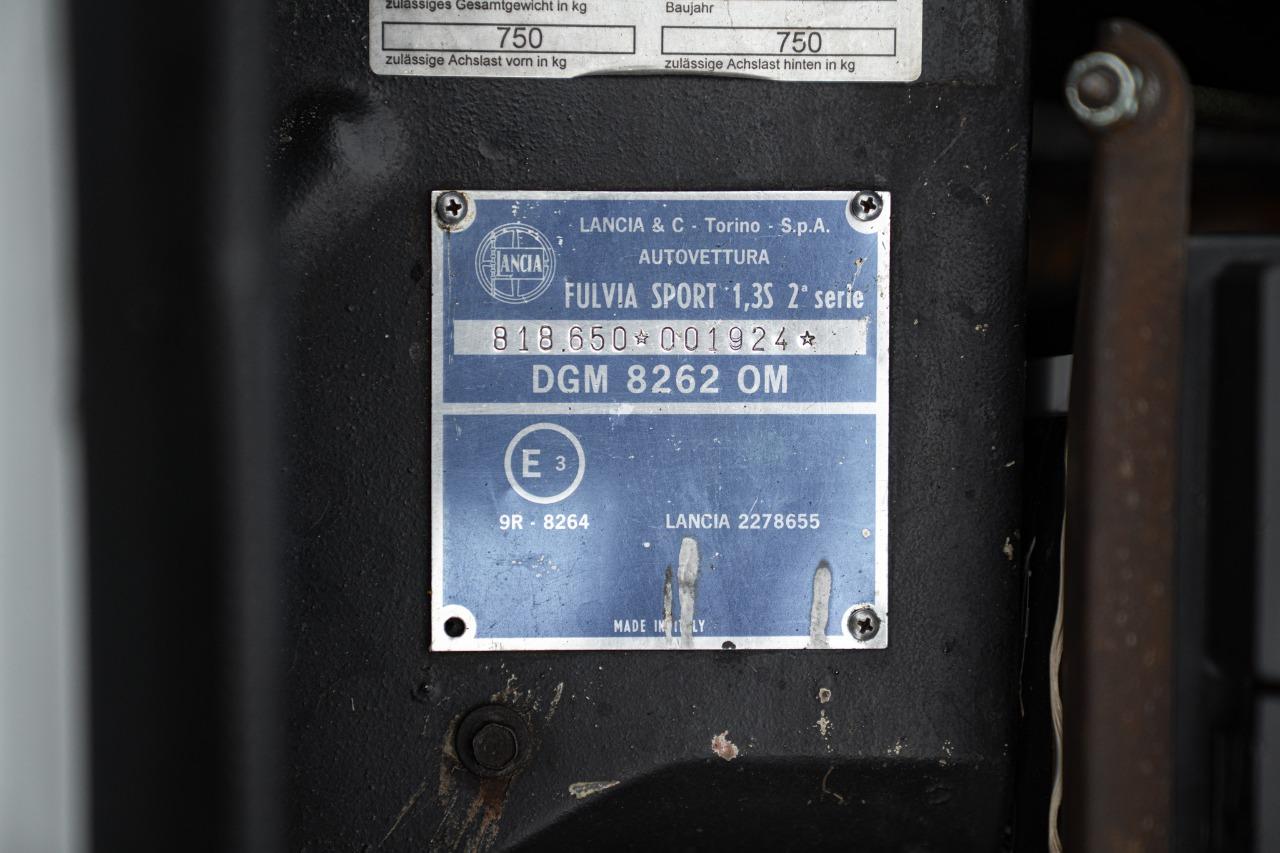 zulässiges Gesamtgewicht in kg
Baujahr
750
750
zulässige Achslast vorn in kg
zulässige Achslast hinten in kg
LANCIA & C - Torino - S.p.A.
LANCIA
AUTOVETTURA
FULVIA SPORT 1,3S 2ª serie
818.650☆001924☆
DGM 8262 OM
E 3
9R - 8264
LANCIA 2278655
MADE IN ITALY